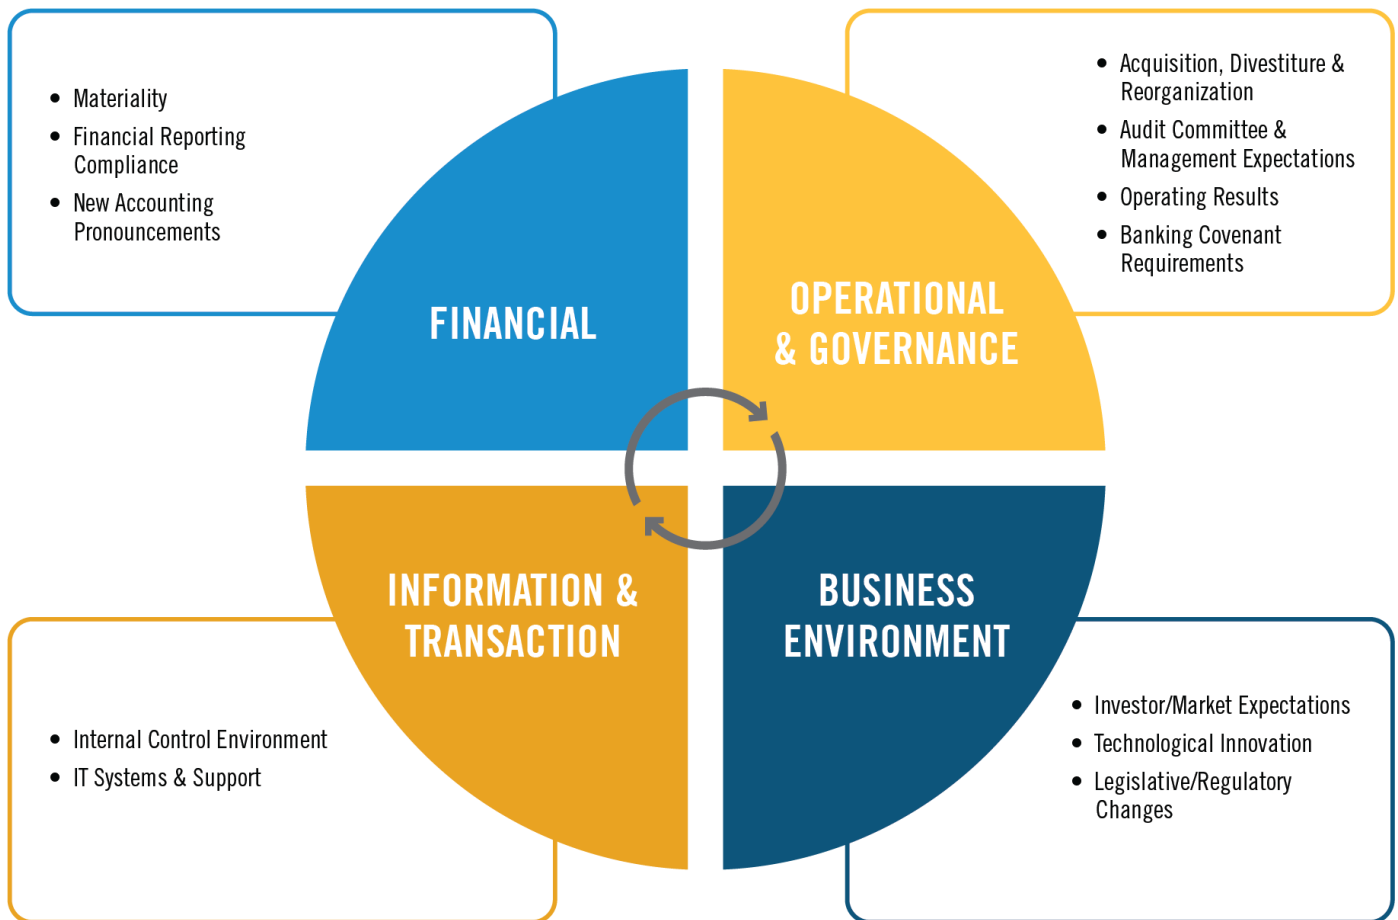 • Materiality
• Financial Reporting
Compliance
• New Accounting
Pronouncements
FINANCIAL
• Acquisition, Divestiture &
Reorganization
• Audit Committee &
Management Expectations
• Operating Results
• Banking Covenant
Requirements
OPERATIONAL
& GOVERNANCE
INFORMATION &
TRANSACTION
• Internal Control Environment
• IT Systems & Support
BUSINESS
ENVIRONMENT
• Investor/Market Expectations
• Technological Innovation
• Legislative/Regulatory
Changes